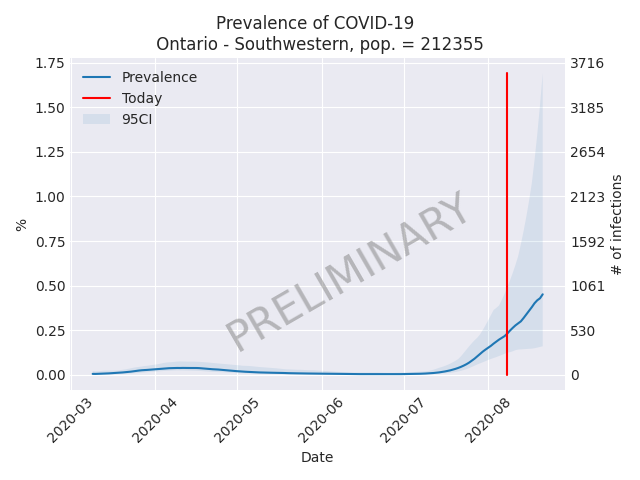 Prevalence of COVID-19
Ontario - Southwestern, pop. = 212355
1.75
1.50
1.25
1.00
0.75
0.50
0.25
0.00
%
Prevalence
Today
95CI
PRELIMINARY
3716
3185
2654
2123
1592
1061
530
0
# of infections
2020-03
2020-04
2020-05
2020-06
2020-07
2020-08
Date